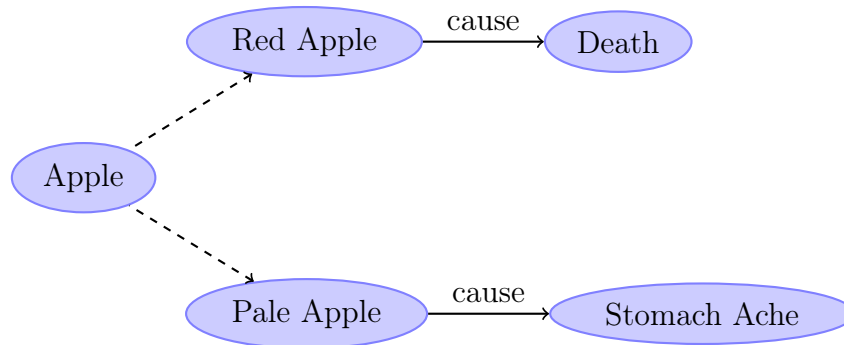 Red Apple
cause
Death
Apple
Pale Apple
cause
Stomach Ache